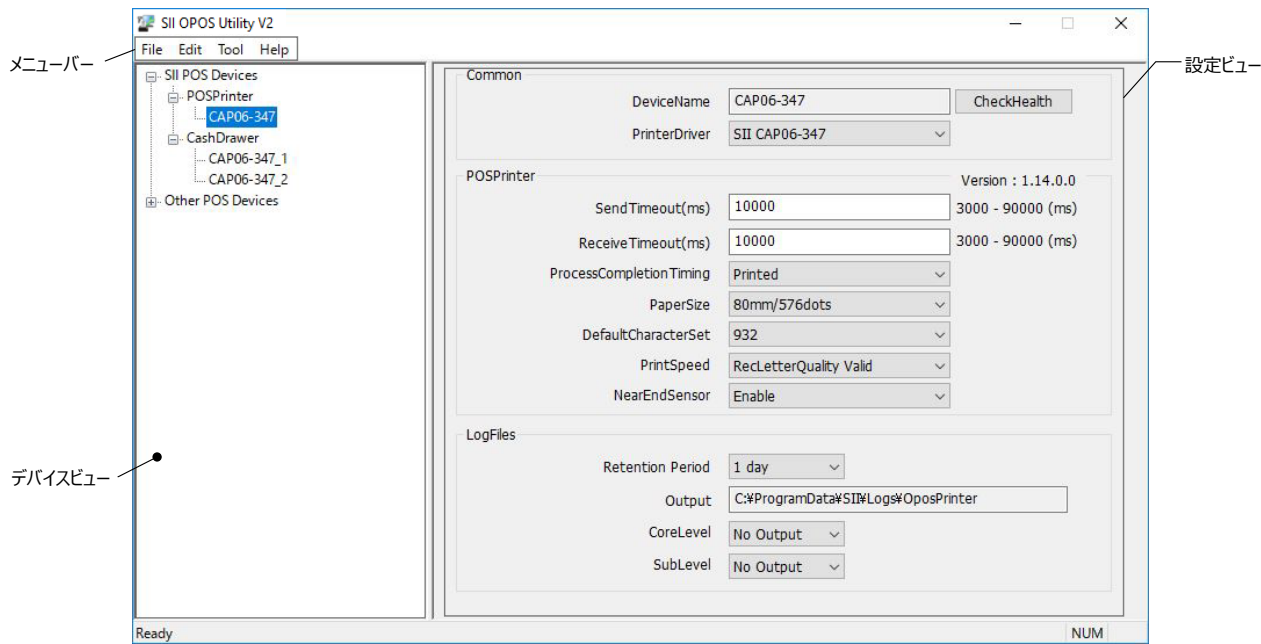 SII OPOS Utility V2
File Edit Tool Help
メニューバー
設定ビュー
デバイスビュー
SII POS Devices
POSPrinter
CAP06-347
CashDrawer
CAP06-347_1
CAP06-347_2
Other POS Devices
Common
DeviceName CAP06-347 CheckHealth
PrinterDriver SII CAP06-347
POSPrinter Version : 1.14.0.0
SendTimeout(ms) 10000 3000 - 90000 (ms)
ReceiveTimeout(ms) 10000 3000 - 90000 (ms)
ProcessCompletionTiming Printed
PaperSize 80mm/576dots
DefaultCharacterSet 932
PrintSpeed RecLetterQuality Valid
NearEndSensor Enable
LogFiles
Retention Period 1 day
Output C:¥ProgramData¥SII¥Logs¥OposPrinter
CoreLevel No Output
SubLevel No Output
Ready NUM